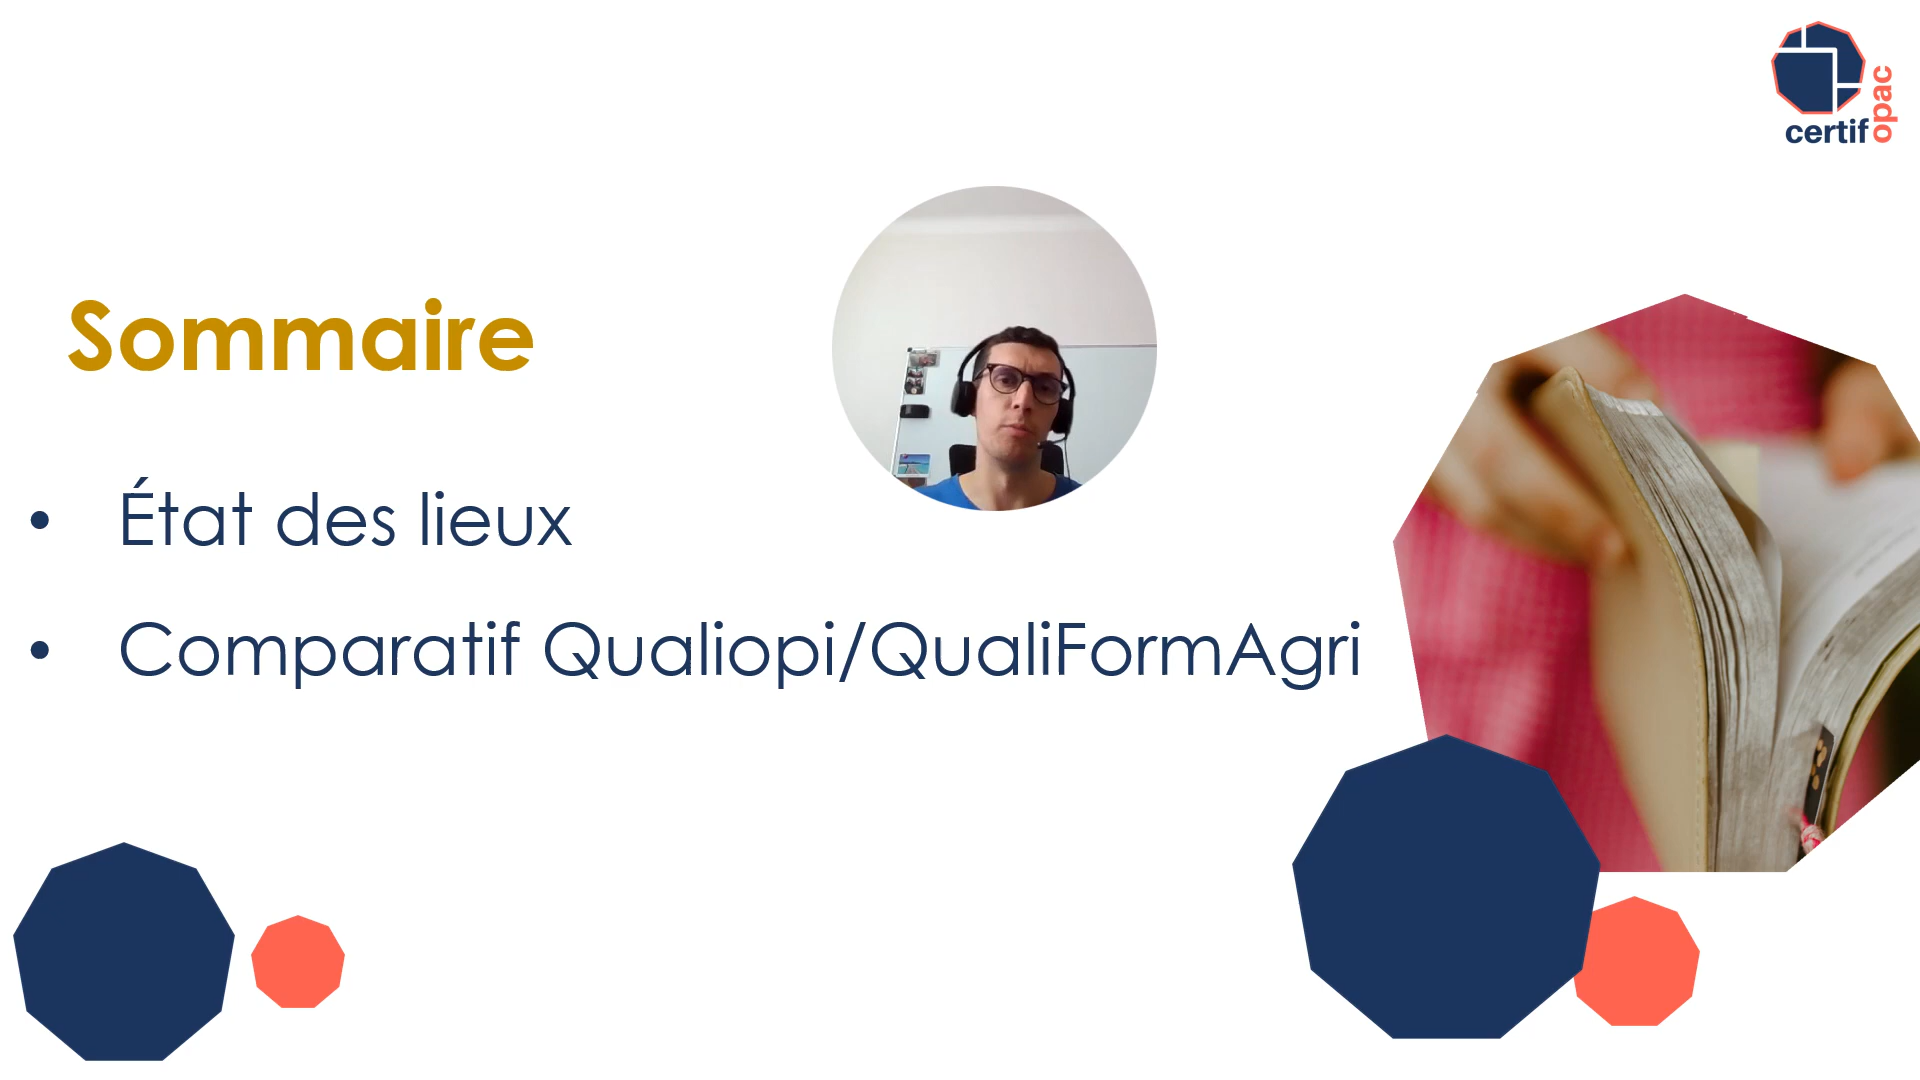 certif
opac
Sommaire
• État des lieux
• Comparatif Qualiopi/QualiFormAgri